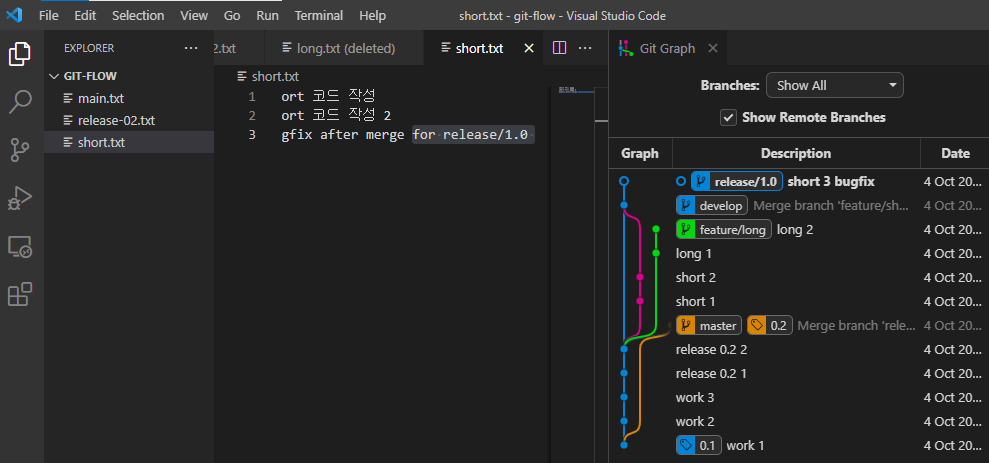 File Edit View Go Run Terminal Help short.txt - git-flow - Visual Studio Code
EXPLORER
GIT-FLOW
main.txt
release-02.txt
short.txt
2.txt long.txt (deleted) short.txt
short.txt
1 ort 코드 작성
2 ort 코드 작성 2
3 gfix after merge for release/1.0
Git Graph
Branches: Show All
Show Remote Branches
Graph Description Date
release/1.0 short 3 bugfix 4 Oct 20...
develop Merge branch 'feature/sh... 4 Oct 20...
feature/long long 2 4 Oct 20...
long 1 4 Oct 20...
short 2 4 Oct 20...
short 1 4 Oct 20...
master 0.2 Merge branch 'rele... 4 Oct 20...
release 0.2 2 4 Oct 20...
release 0.2 1 4 Oct 20...
work 3 4 Oct 20...
work 2 4 Oct 20...
0.1 work 1 4 Oct 20...